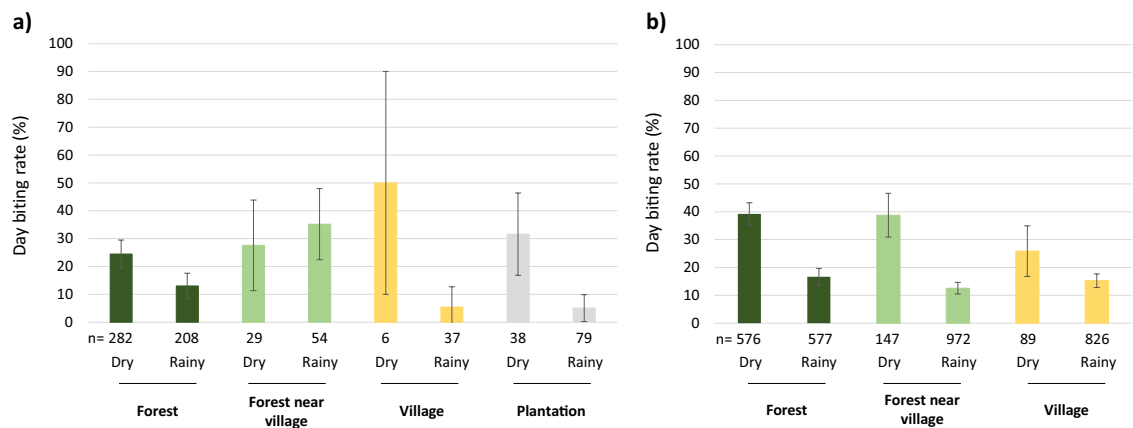 a)
Day biting rate (%)
100
90
80
70
60
50
40
30
20
10
0
n= 282 208 29 54 6 37 38 79
Dry Rainy Dry Rainy Dry Rainy Dry Rainy
Forest Forest near village Village Plantation
b)
Day biting rate (%)
100
90
80
70
60
50
40
30
20
10
0
n= 576 577 147 972 89 826
Dry Rainy Dry Rainy Dry Rainy
Forest Forest near village Village